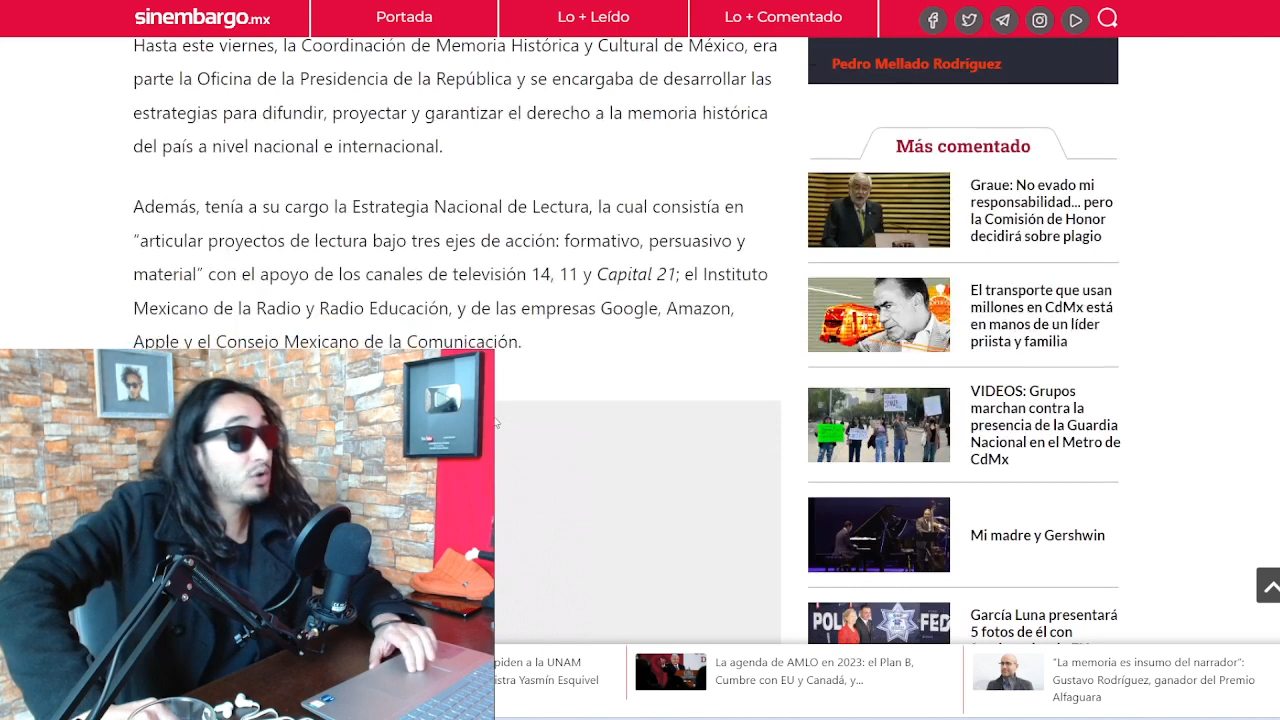 sinembargo.mx
Portada
Lo + Leído
Lo + Comentado
Hasta este viernes, la Coordinación de Memoria Histórica y Cultural de México, era
parte la Oficina de la Presidencia de la República y se encargaba de desarrollar las
estrategias para difundir, proyectar y garantizar el derecho a la memoria histórica
del país a nivel nacional e internacional.
Además, tenía a su cargo la Estrategia Nacional de Lectura, la cual consistía en
“articular proyectos de lectura bajo tres ejes de acción: formativo, persuasivo y
material” con el apoyo de los canales de televisión 14, 11 y Capital 21; el Instituto
Mexicano de la Radio y Radio Educación, y de las empresas Google, Amazon,
Apple y el Consejo Mexicano de la Comunicación.
Pedro Mellado Rodríguez
Más comentado
Graue: No evado mi
responsabilidad... pero
la Comisión de Honor
decidirá sobre plagio
El transporte que usan
millones en CdMx está
en manos de un líder
priista y familia
VIDEOS: Grupos
marchan contra la
presencia de la Guardia
Nacional en el Metro de
CdMx
Mi madre y Gershwin
POL FED
García Luna presentará
5 fotos de él con
piden a la UNAM
istra Yasmín Esquivel
La agenda de AMLO en 2023: el Plan B,
Cumbre con EU y Canadá, y...
“La memoria es insumo del narrador”:
Gustavo Rodríguez, ganador del Premio
Alfaguara